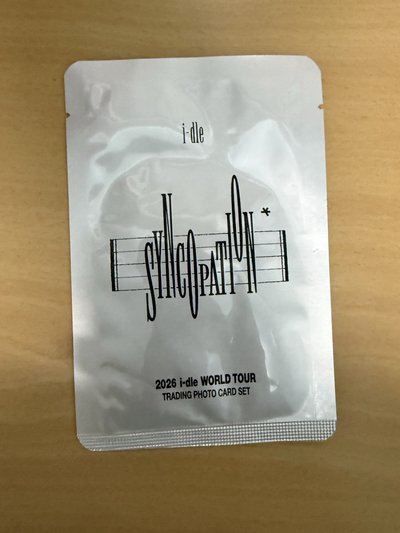 i-dle
SYNCOPATION*
2026 i-dle WORLD TOUR
TRADING PHOTO CARD SET